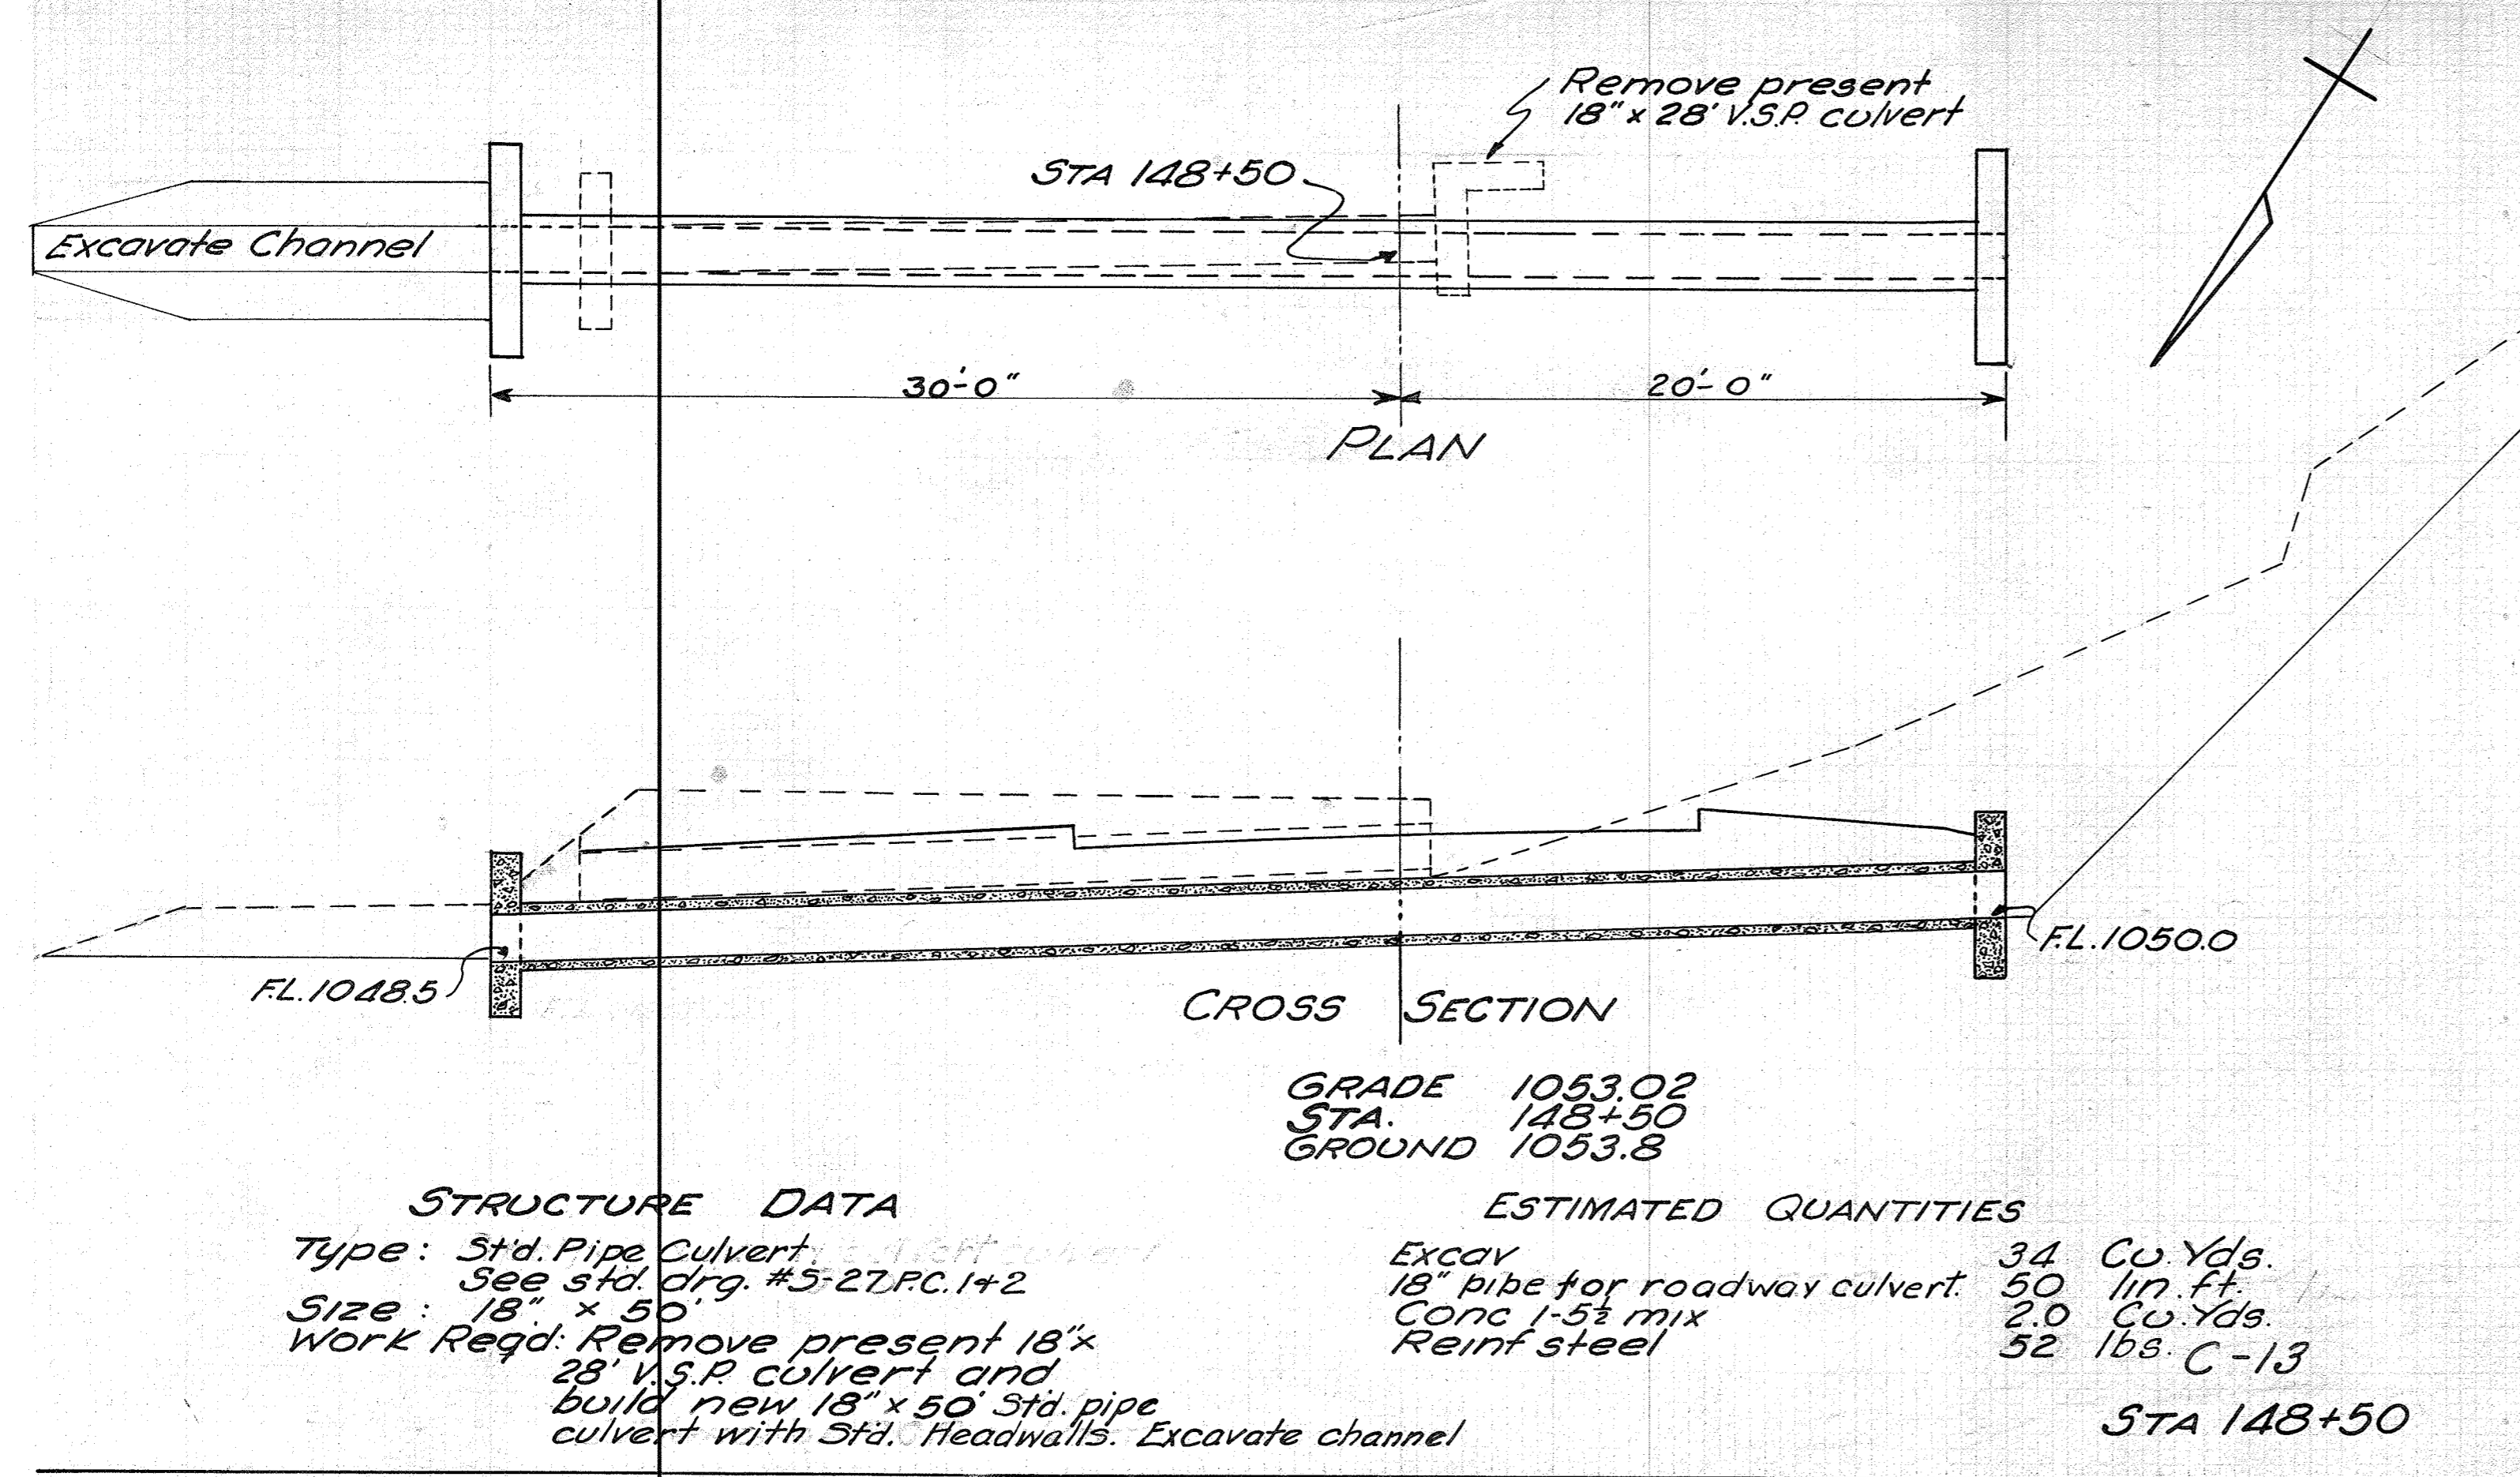 Remove present
18" x 28' V.S.P. culvert
STA 148+50
Excavate Channel
30'-0"
20'-0"
PLAN
F.L. 1050.0
F.L. 1048.5
CROSS SECTION
GRADE 1053.02
STA. 148+50
GROUND 1053.8
STRUCTURE DATA
Type: St'd. Pipe Culvert
See std. drg. #S-27 P.C. 1+2
Size: 18" x 50'
Work Reqd: Remove present 18"x
28' V.S.P. culvert and
build new 18" x 50' Std. pipe
culvert with Std. Headwalls. Excavate channel
ESTIMATED QUANTITIES
Excav 34 Cu. Yds.
18" pipe for roadway culvert. 50 lin. ft.
Conc 1-5½ mix 2.0 Cu. Yds.
Reinf steel 52 lbs.
C-13
STA 148+50